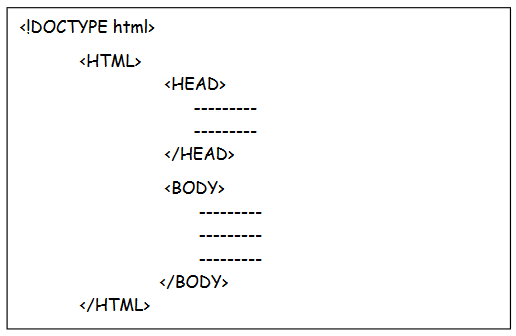 <!DOCTYPE html>
<HTML>
<HEAD>
---------
---------
</HEAD>
<BODY>
---------
---------
---------
</BODY>
</HTML>